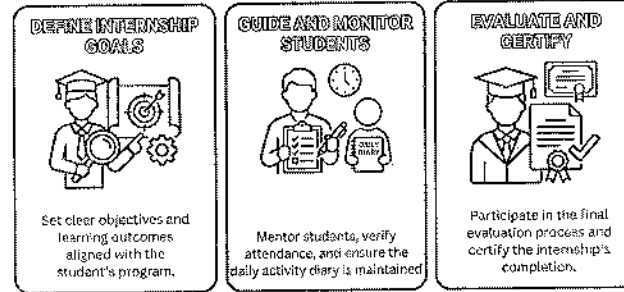 DEFINE INTERNSHIP
GOALS
Set clear objectives and
learning outcomes
aligned with the
student's program.
GUIDE AND MONITOR
STUDENTS
DAILY
DIARY
Mentor students, verify
attendance, and ensure the
daily activity diary is maintained
EVALUATE AND
CERTIFY
Participate in the final
evaluation process and
certify the internship's
completion.